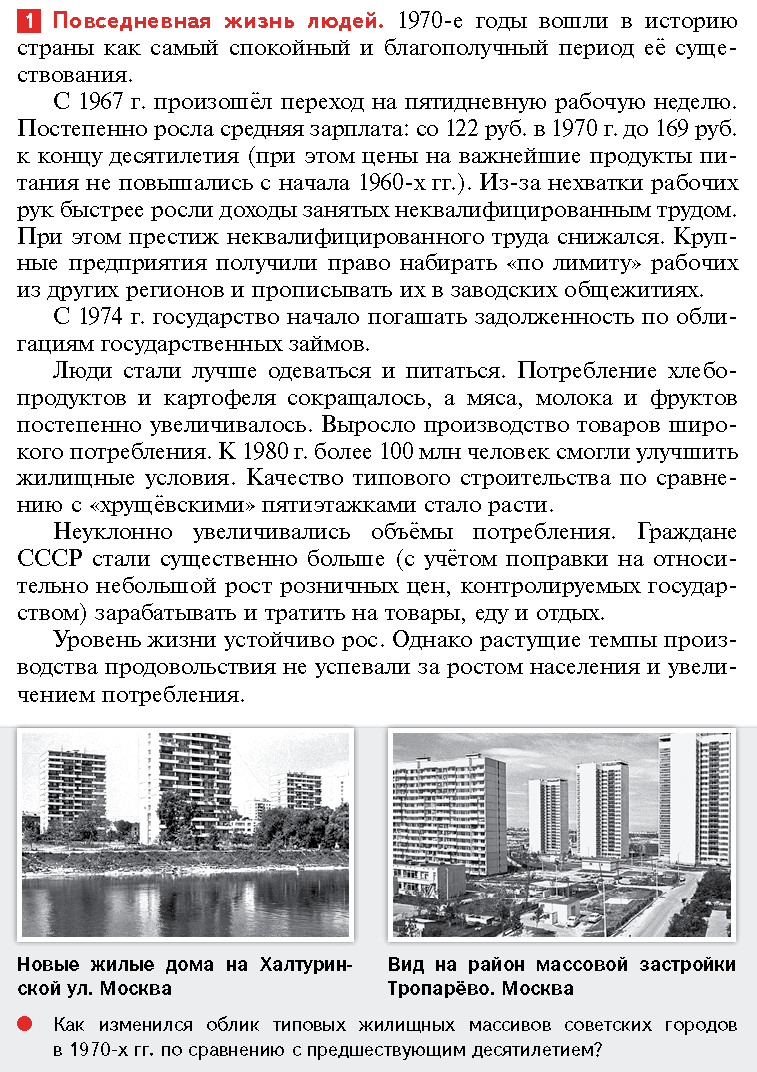 1 Повседневная жизнь людей. 1970-е годы вошли в историю
страны как самый спокойный и благополучный период её суще-
ствования.
С 1967 г. произошёл переход на пятидневную рабочую неделю.
Постепенно росла средняя зарплата: со 122 руб. в 1970 г. до 169 руб.
к концу десятилетия (при этом цены на важнейшие продукты пи-
тания не повышались с начала 1960-х гг.). Из-за нехватки рабочих
рук быстрее росли доходы занятых неквалифицированным трудом.
При этом престиж неквалифицированного труда снижался. Круп-
ные предприятия получили право набирать «по лимиту» рабочих
из других регионов и прописывать их в заводских общежитиях.
С 1974 г. государство начало погашать задолженность по обли-
гациям государственных займов.
Люди стали лучше одеваться и питаться. Потребление хлебо-
продуктов и картофеля сокращалось, а мяса, молока и фруктов
постепенно увеличивалось. Выросло производство товаров широ-
кого потребления. К 1980 г. более 100 млн человек смогли улучшить
жилищные условия. Качество типового строительства по сравне-
нию с «хрущёвскими» пятиэтажками стало расти.
Неуклонно увеличивались объёмы потребления. Граждане
СССР стали существенно больше (с учётом поправки на относи-
тельно небольшой рост розничных цен, контролируемых государ-
ством) зарабатывать и тратить на товары, еду и отдых.
Уровень жизни устойчиво рос. Однако растущие темпы произ-
водства продовольствия не успевали за ростом населения и увели-
чением потребления.
Новые жилые дома на Халтурин-
ской ул. Москва
Вид на район массовой застройки
Тропарёво. Москва
Как изменился облик типовых жилищных массивов советских городов
в 1970-х гг. по сравнению с предшествующим десятилетием?